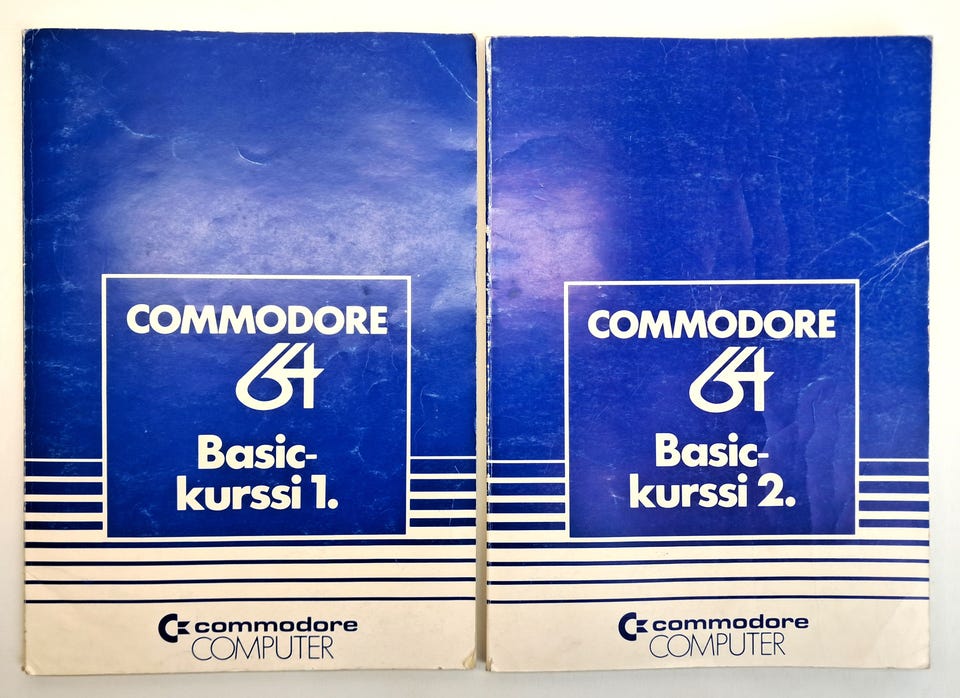 COMMODORE
64
Basic-
kurssi 1.
commodore
COMPUTER
COMMODORE
64
Basic-
kurssi 2.
commodore
COMPUTER